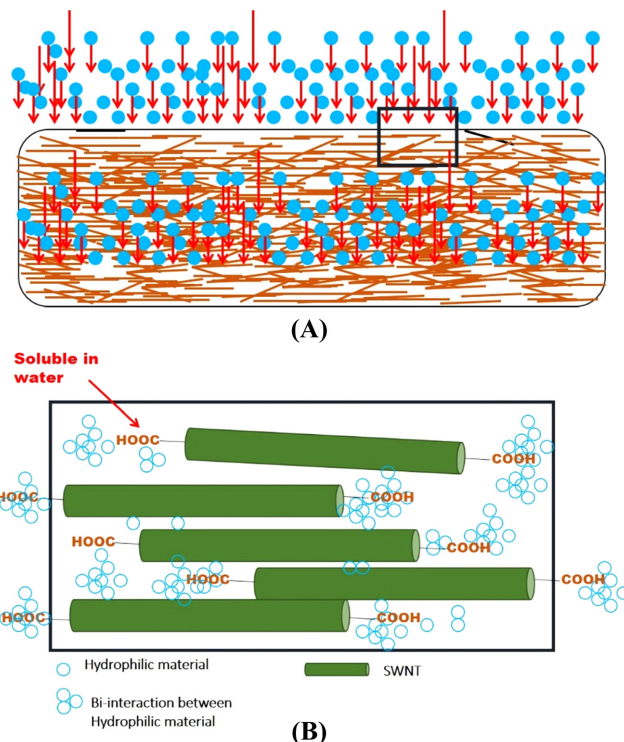 (A)
Soluble in
water
HOOC
COOH
HOOC
COOH
HOOC
COOH
HOOC
COOH
HOOC
COOH
Hydrophilic material
SWNT
Bi-interaction between
Hydrophilic material
(B)